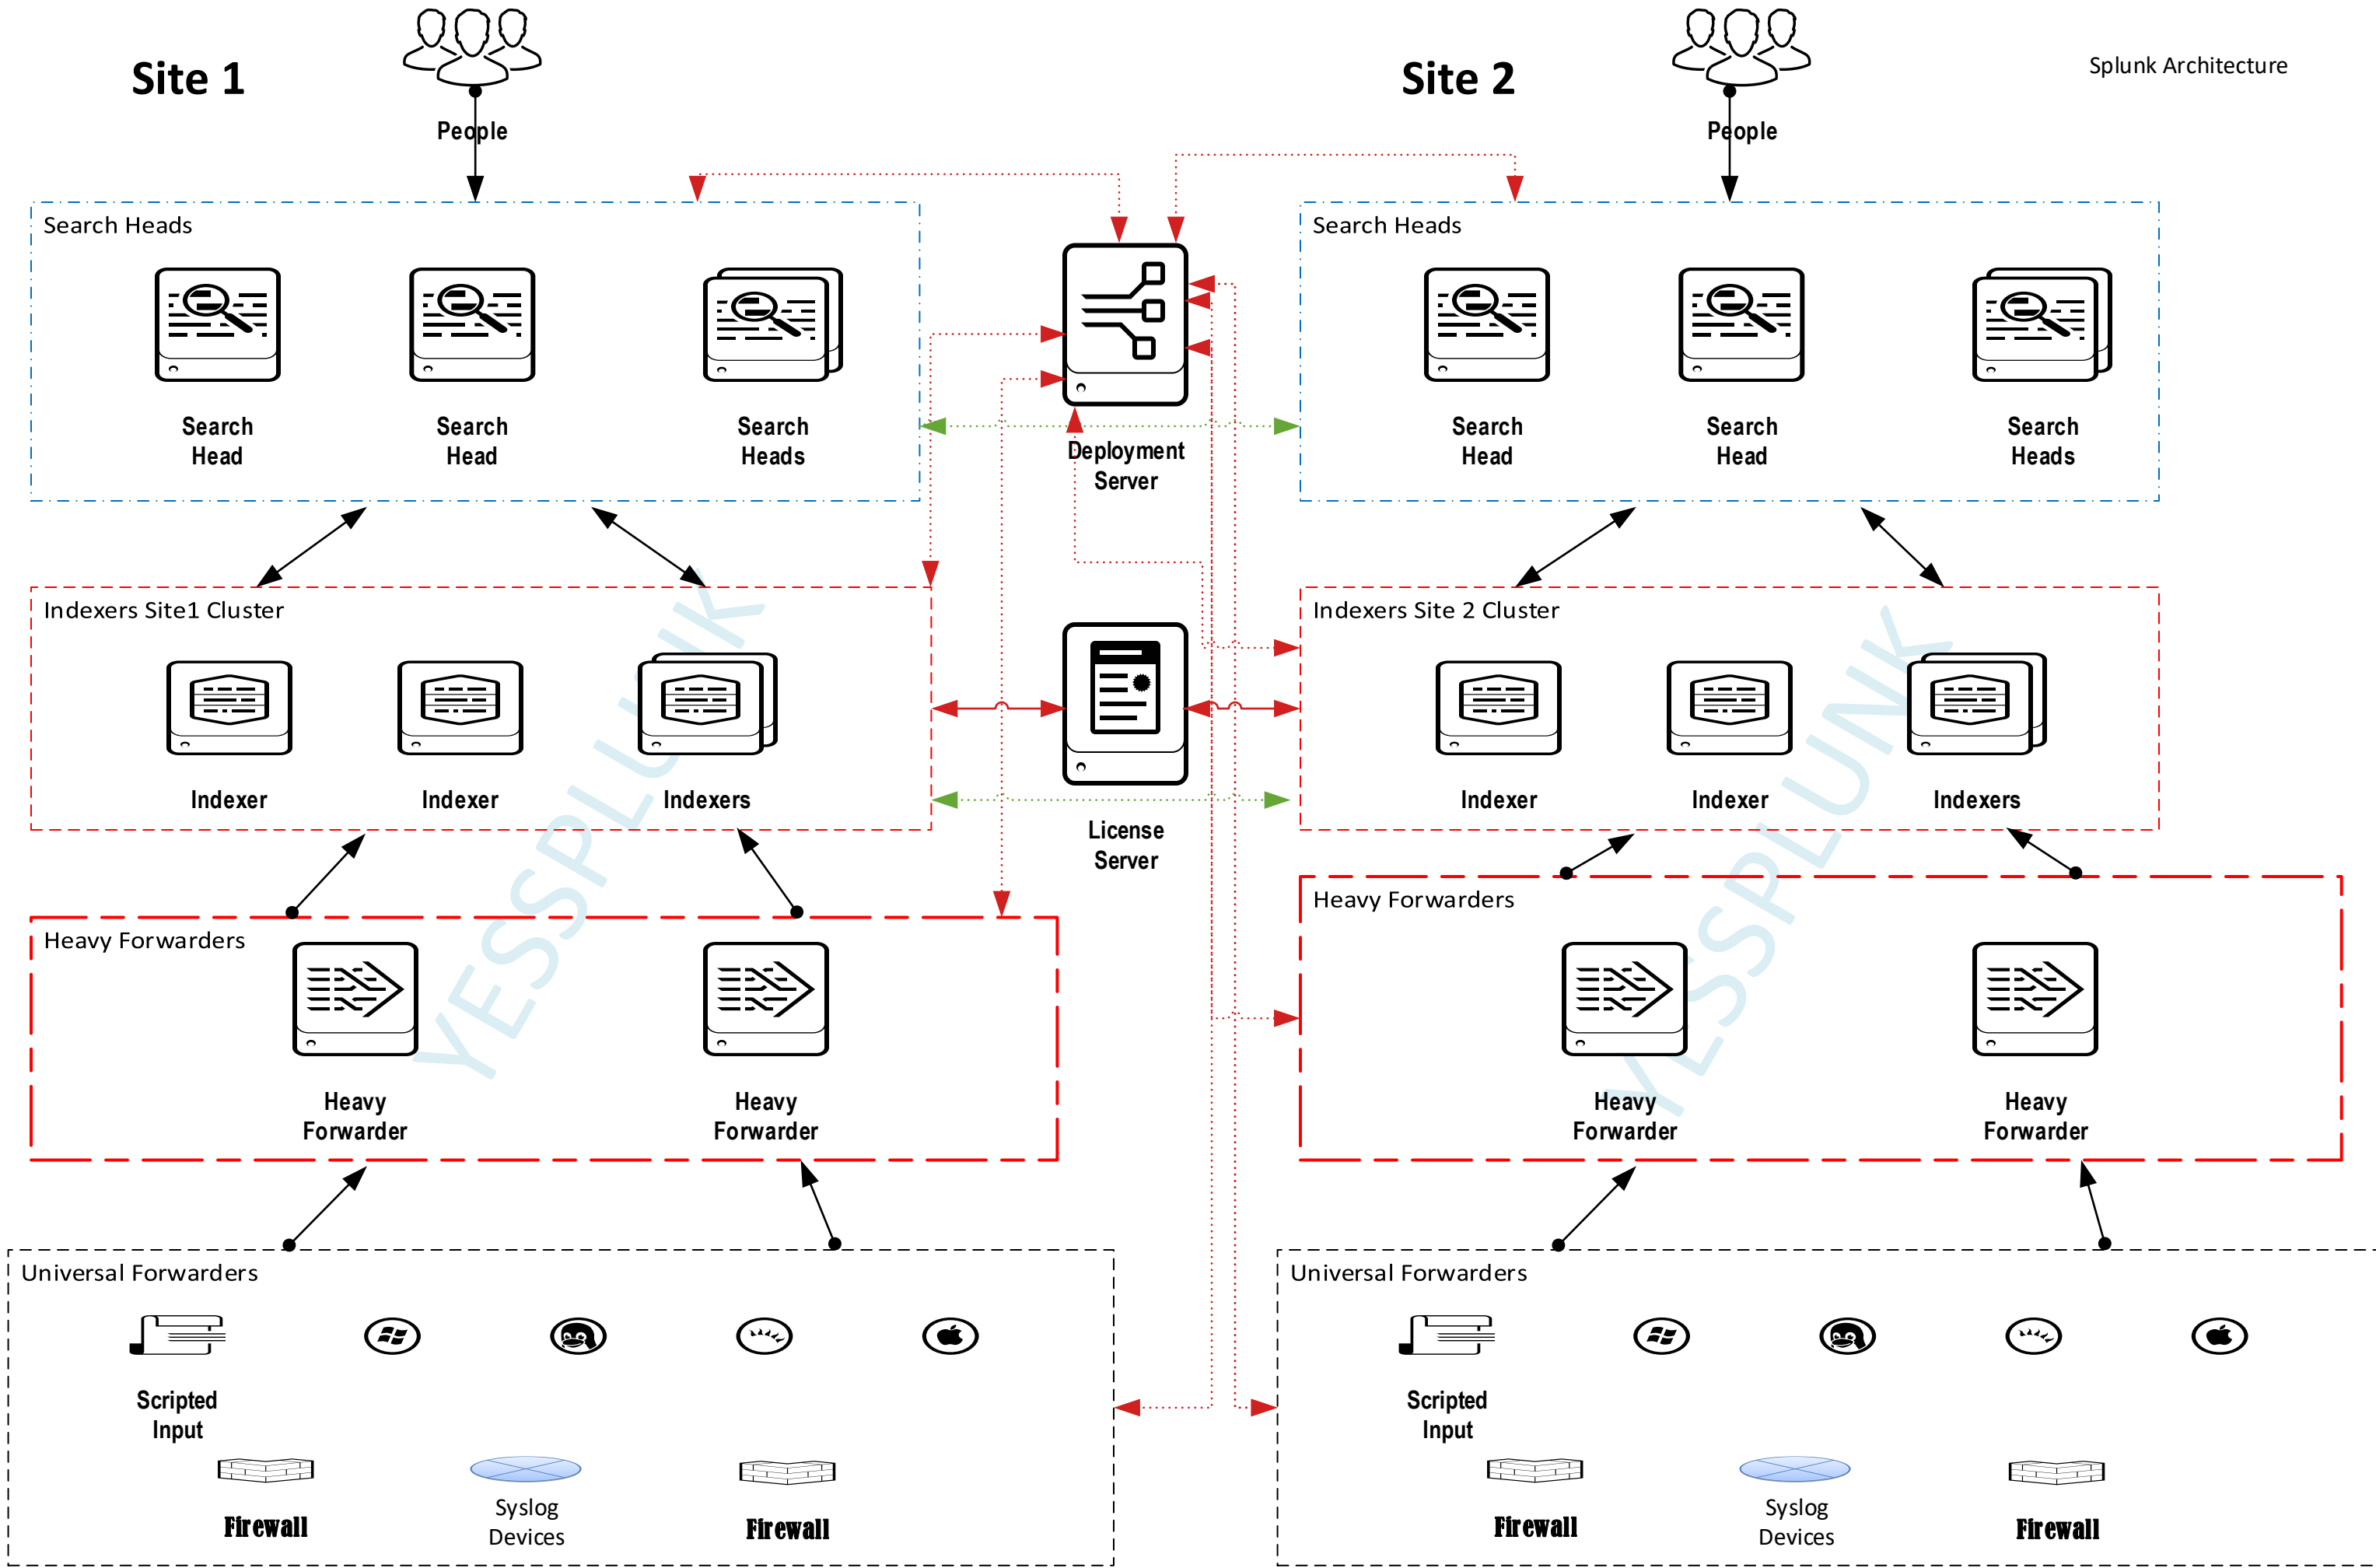 Site 1
Site 2
Splunk Architecture
People
People
Search Heads
Search
Head
Search
Head
Search
Heads
Deployment
Server
Search Heads
Search
Head
Search
Head
Search
Heads
Indexers Site1 Cluster
Indexer
Indexer
Indexers
License
Server
Indexers Site 2 Cluster
Indexer
Indexer
Indexers
YESSPLUNK
YESSPLUNK
Heavy Forwarders
Heavy
Forwarder
Heavy
Forwarder
Heavy Forwarders
Heavy
Forwarder
Heavy
Forwarder
Universal Forwarders
Scripted
Input
Firewall
Syslog
Devices
Firewall
Universal Forwarders
Scripted
Input
Firewall
Syslog
Devices
Firewall